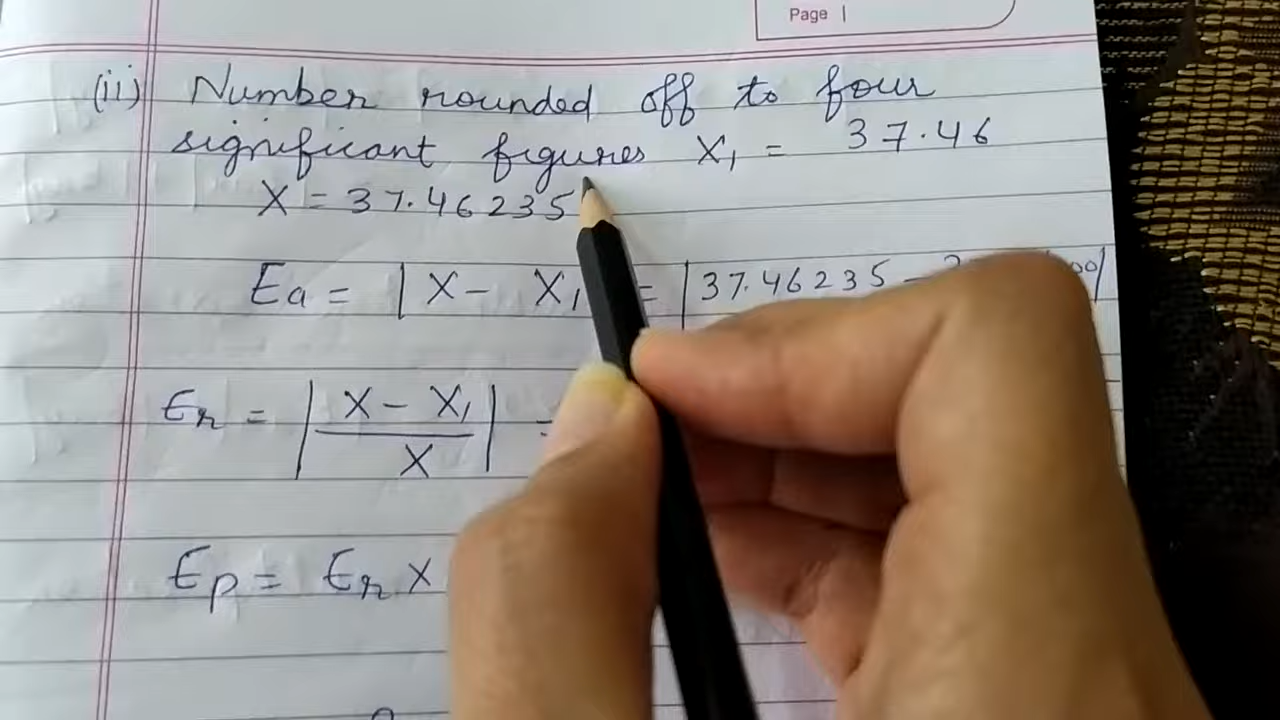 Page 1
(ii) Number rounded off to four
significant figures X₁ = 37.46
X = 37.46235
Ea = | X - X₁ = | 37.46235 -
Er = | X - X₁ / X | =
Ep = Er X